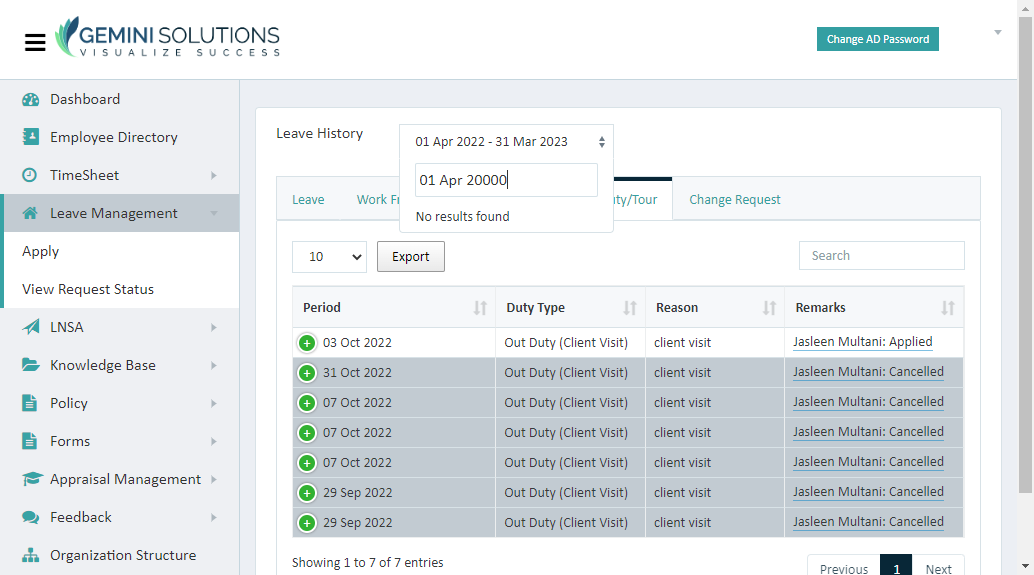 GEMINI SOLUTIONS
VISUALIZE SUCCESS
Change AD Password
Dashboard
Employee Directory
TimeSheet
Leave Management
Apply
View Request Status
LNSA
Knowledge Base
Policy
Forms
Appraisal Management
Feedback
Organization Structure
Leave History
01 Apr 2022 - 31 Mar 2023
01 Apr 20000
No results found
Leave Work Fr uty/Tour Change Request
10 Export Search
Period Duty Type Reason Remarks
03 Oct 2022 Out Duty (Client Visit) client visit Jasleen Multani: Applied
31 Oct 2022 Out Duty (Client Visit) client visit Jasleen Multani: Cancelled
07 Oct 2022 Out Duty (Client Visit) client visit Jasleen Multani: Cancelled
07 Oct 2022 Out Duty (Client Visit) client visit Jasleen Multani: Cancelled
07 Oct 2022 Out Duty (Client Visit) client visit Jasleen Multani: Cancelled
29 Sep 2022 Out Duty (Client Visit) client visit Jasleen Multani: Cancelled
29 Sep 2022 Out Duty (Client Visit) client visit Jasleen Multani: Cancelled
Showing 1 to 7 of 7 entries
Previous 1 Next